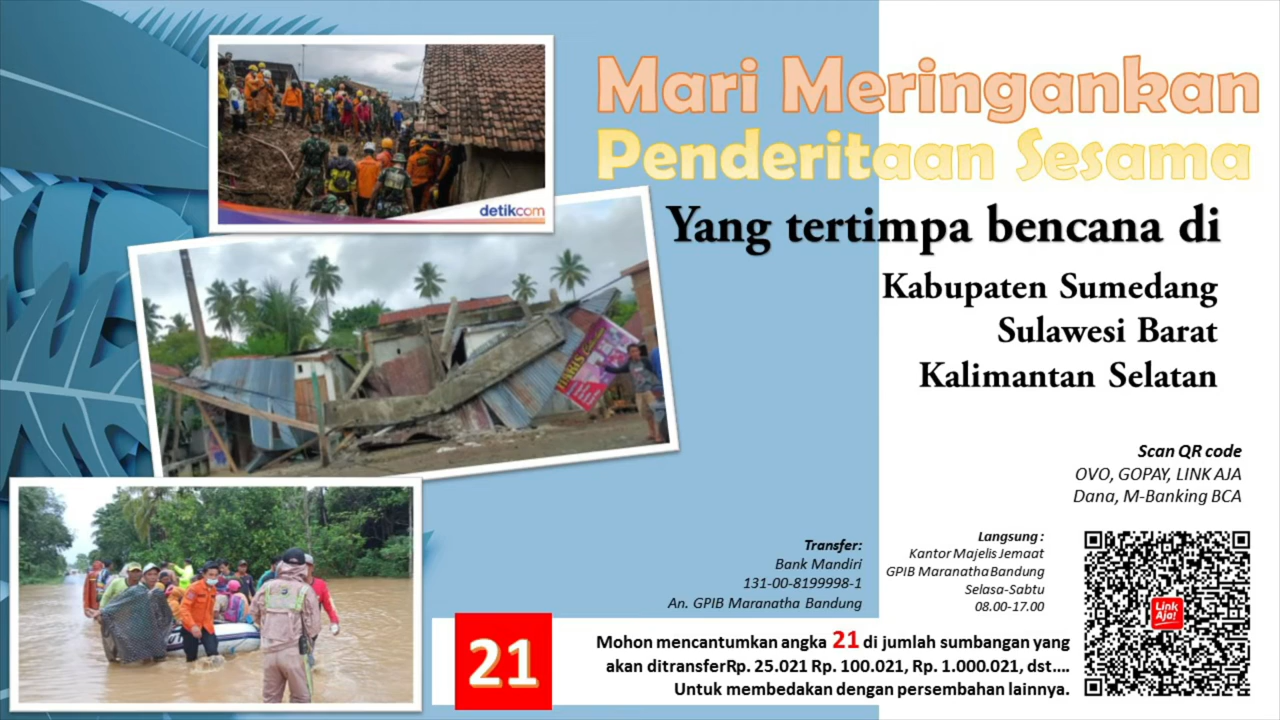 Mari Meringankan
Penderitaan Sesama
Yang tertimpa bencana di
Kabupaten Sumedang
Sulawesi Barat
Kalimantan Selatan
detikcom
HARIS
Scan QR code
OVO, GOPAY, LINK AJA
Dana, M-Banking BCA
Transfer:
Bank Mandiri
131-00-8199998-1
An. GPIB Maranatha Bandung
Langsung :
Kantor Majelis Jemaat
GPIB Maranatha Bandung
Selasa-Sabtu
08.00-17.00
Link
Aja!
21
Mohon mencantumkan angka 21 di jumlah sumbangan yang
akan ditransferRp. 25.021 Rp. 100.021, Rp. 1.000.021, dst....
Untuk membedakan dengan persembahan lainnya.